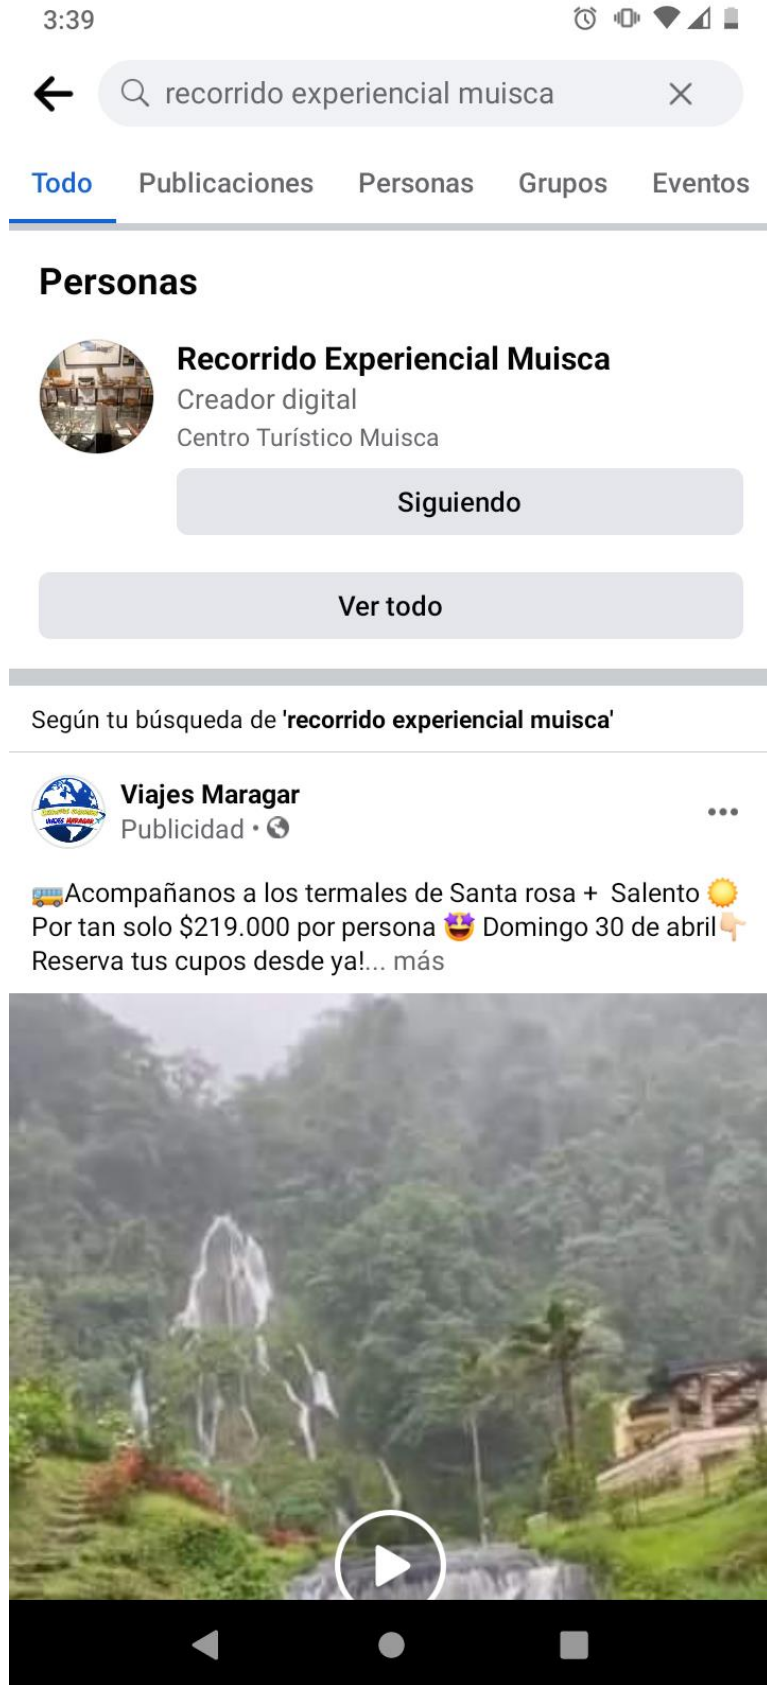 3:39
recorrido experiencial muisca
Todo Publicaciones Personas Grupos Eventos
Personas
Recorrido Experiencial Muisca
Creador digital
Centro Turístico Muisca
Siguiendo
Ver todo
Según tu búsqueda de 'recorrido experiencial muisca'
Viajes Maragar
Publicidad •
🚌Acompañanos a los termales de Santa rosa + Salento 🌞
Por tan solo $219.000 por persona 🤩 Domingo 30 de abril👇🏻
Reserva tus cupos desde ya!... más